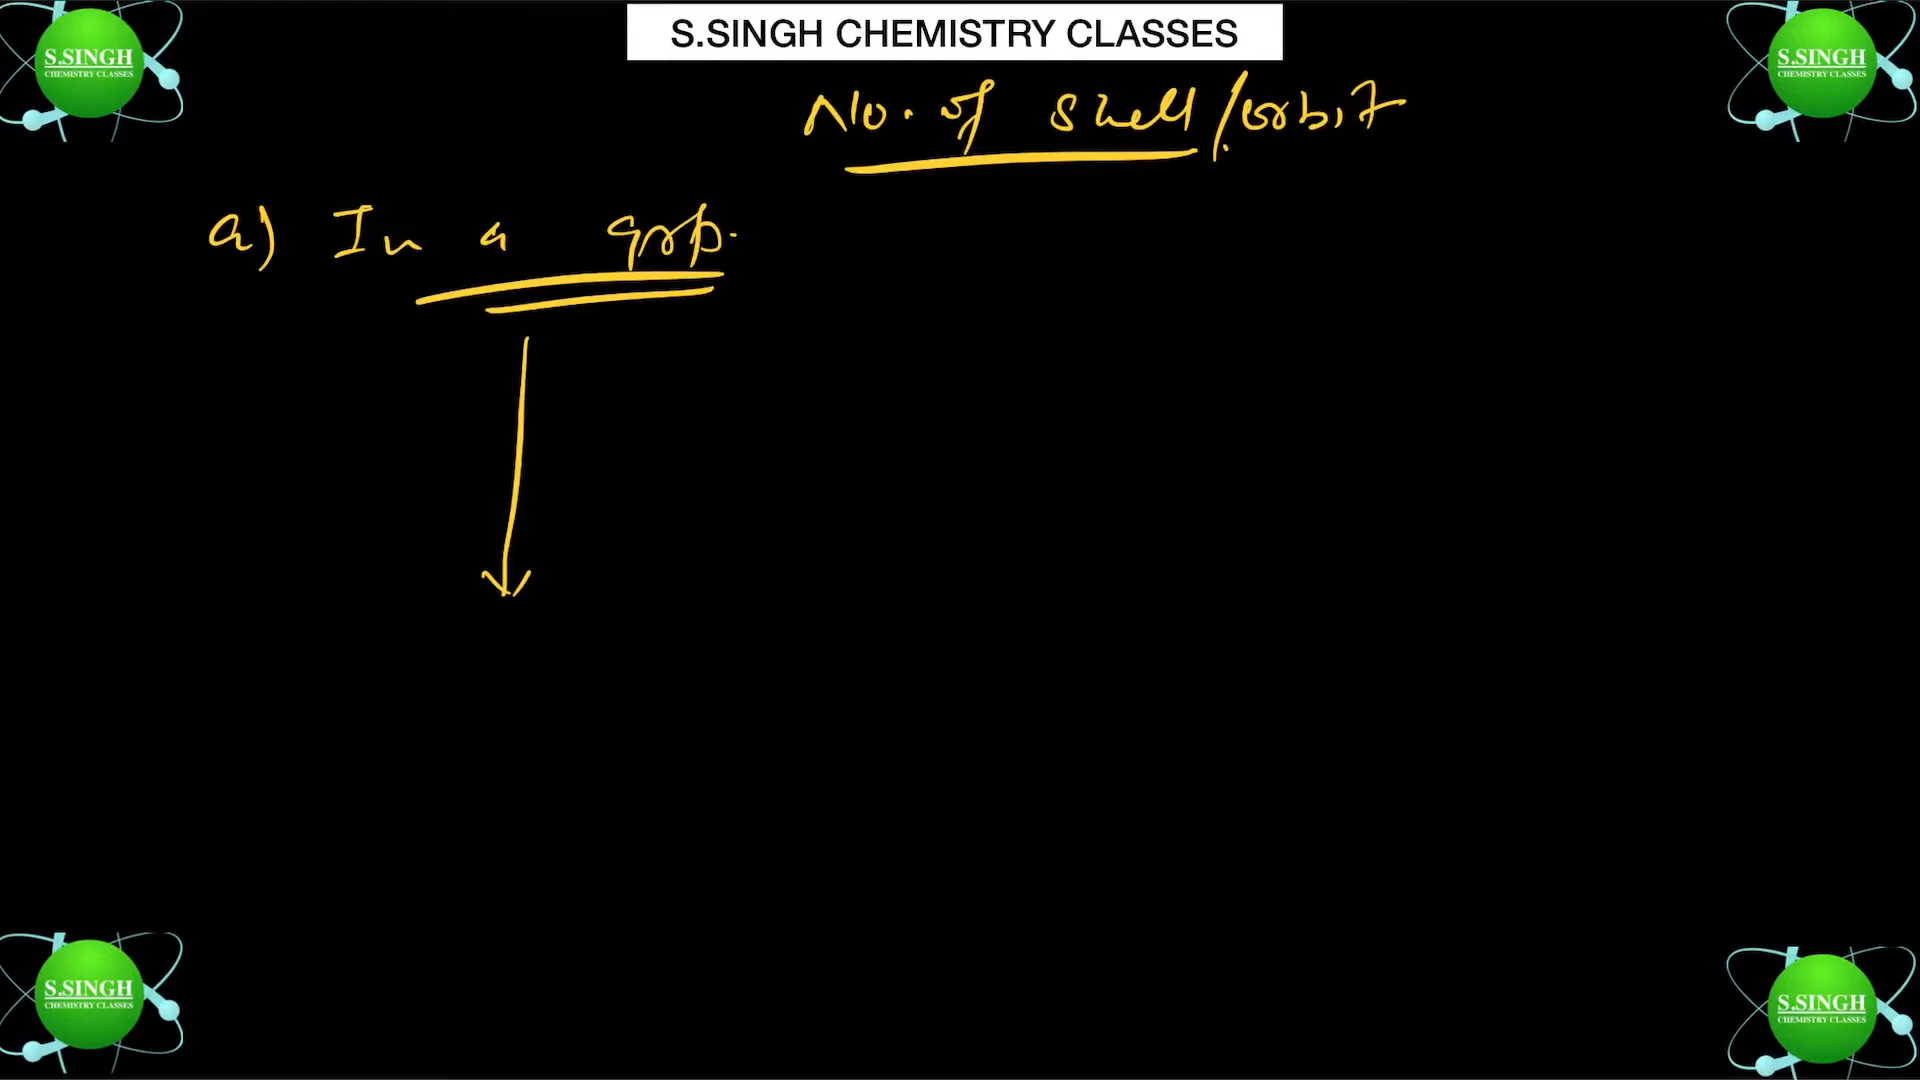 S.SINGH CHEMISTRY CLASSES
S.SINGH
CHEMISTRY CLASSES
S.SINGH
CHEMISTRY CLASSES
No. of shell/orbit
a) In a grp.
S.SINGH
CHEMISTRY CLASSES
S.SINGH
CHEMISTRY CLASSES